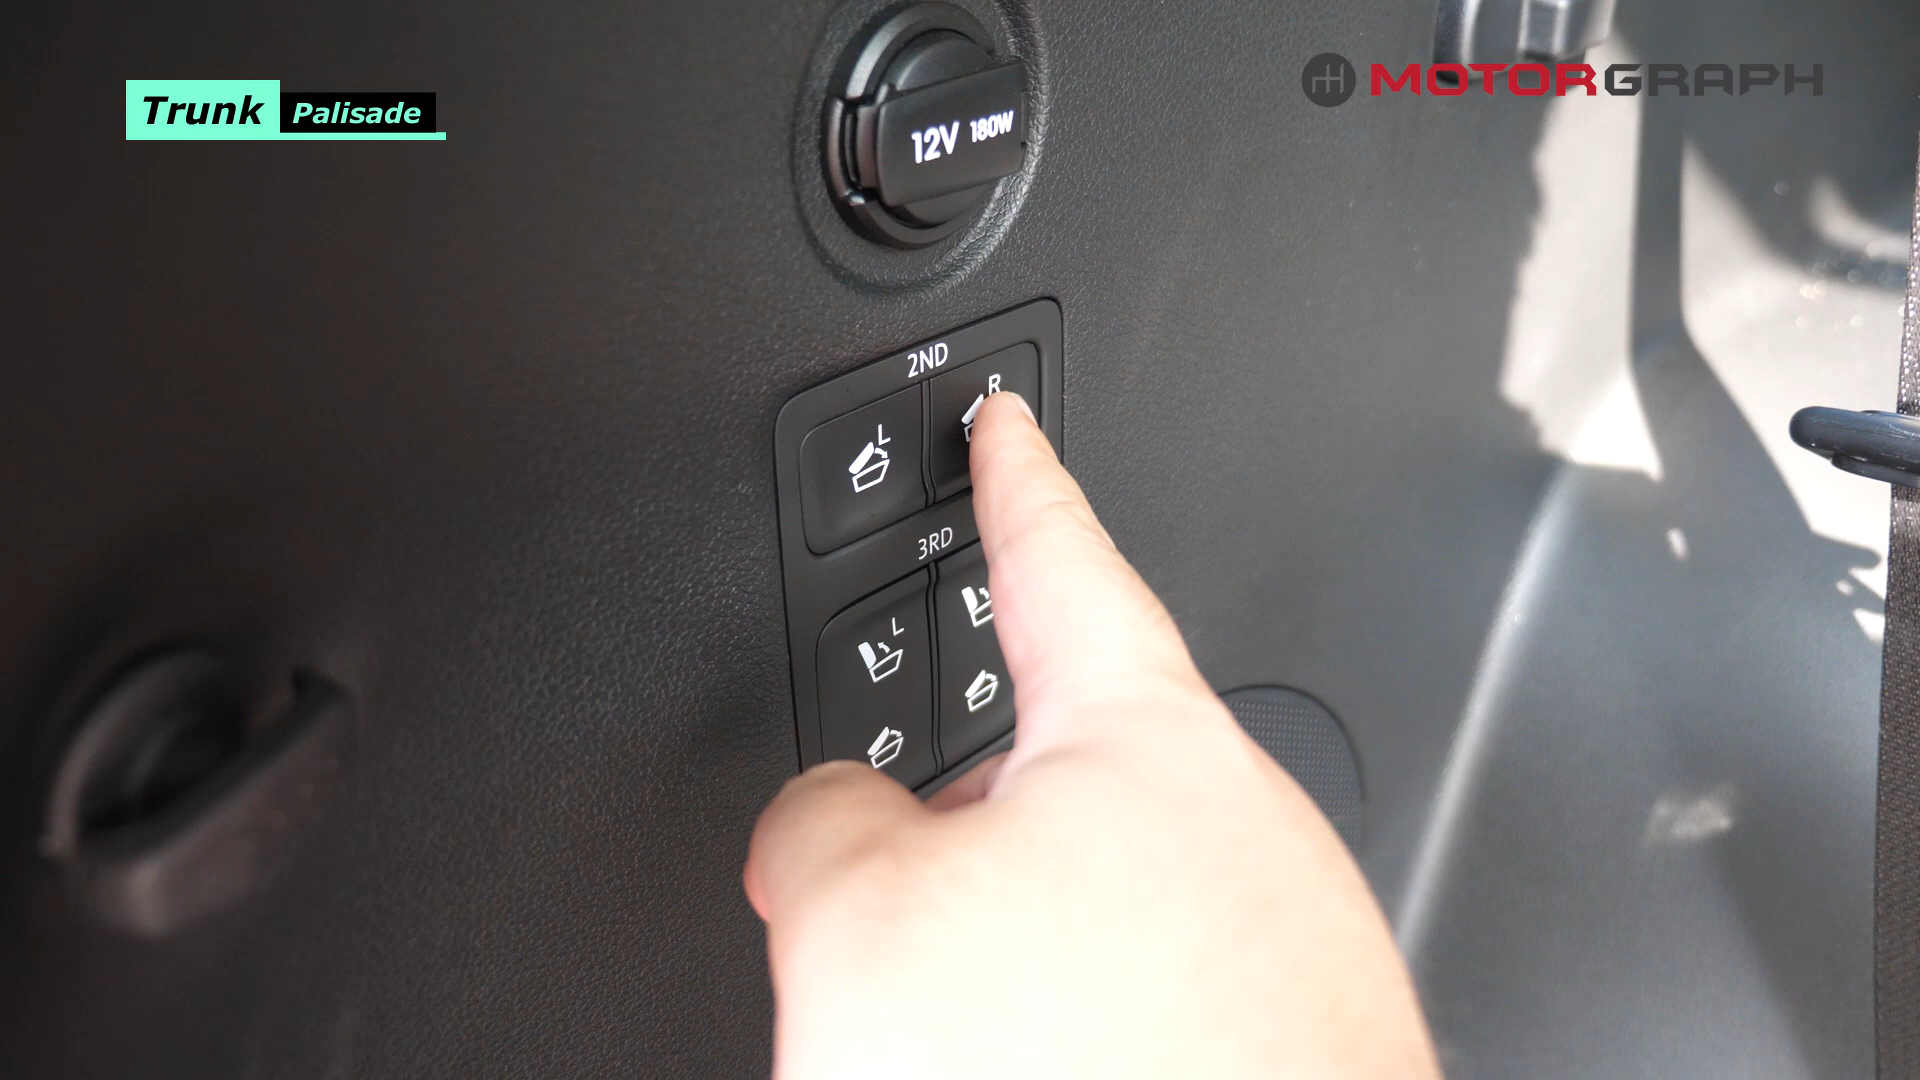 Trunk Palisade
MOTORGRAPH
12V 180W
2ND
L
R
3RD
L